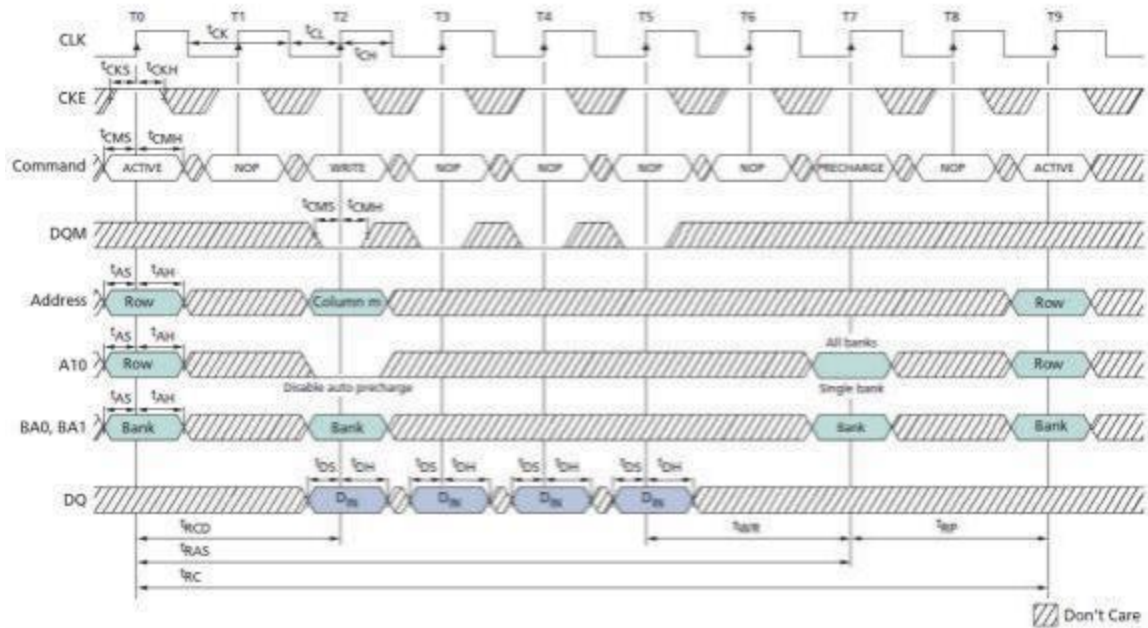 T0 T1 T2 T3 T4 T5 T6 T7 T8 T9
CLK tCK tCL tCH
tCKS tCKH
CKE
tCMS tCMH
Command ACTIVE NOP WRITE NOP NOP NOP NOP PRECHARGE NOP ACTIVE
tCMS tCMH
DQM
tAS tAH
Address Row Column m Row
tAS tAH All banks
A10 Row Row
Disable auto precharge Single bank
tAS tAH
BA0, BA1 Bank Bank Bank Bank
tDS tDH tDS tDH tDS tDH tDS tDH
DQ DIN DIN DIN DIN
tRCD tWR tRP
tRAS
tRC
Don't Care